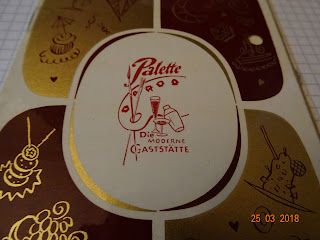 Palette
Die
MODERNE
GASTSTÄTTE
25 03 2018